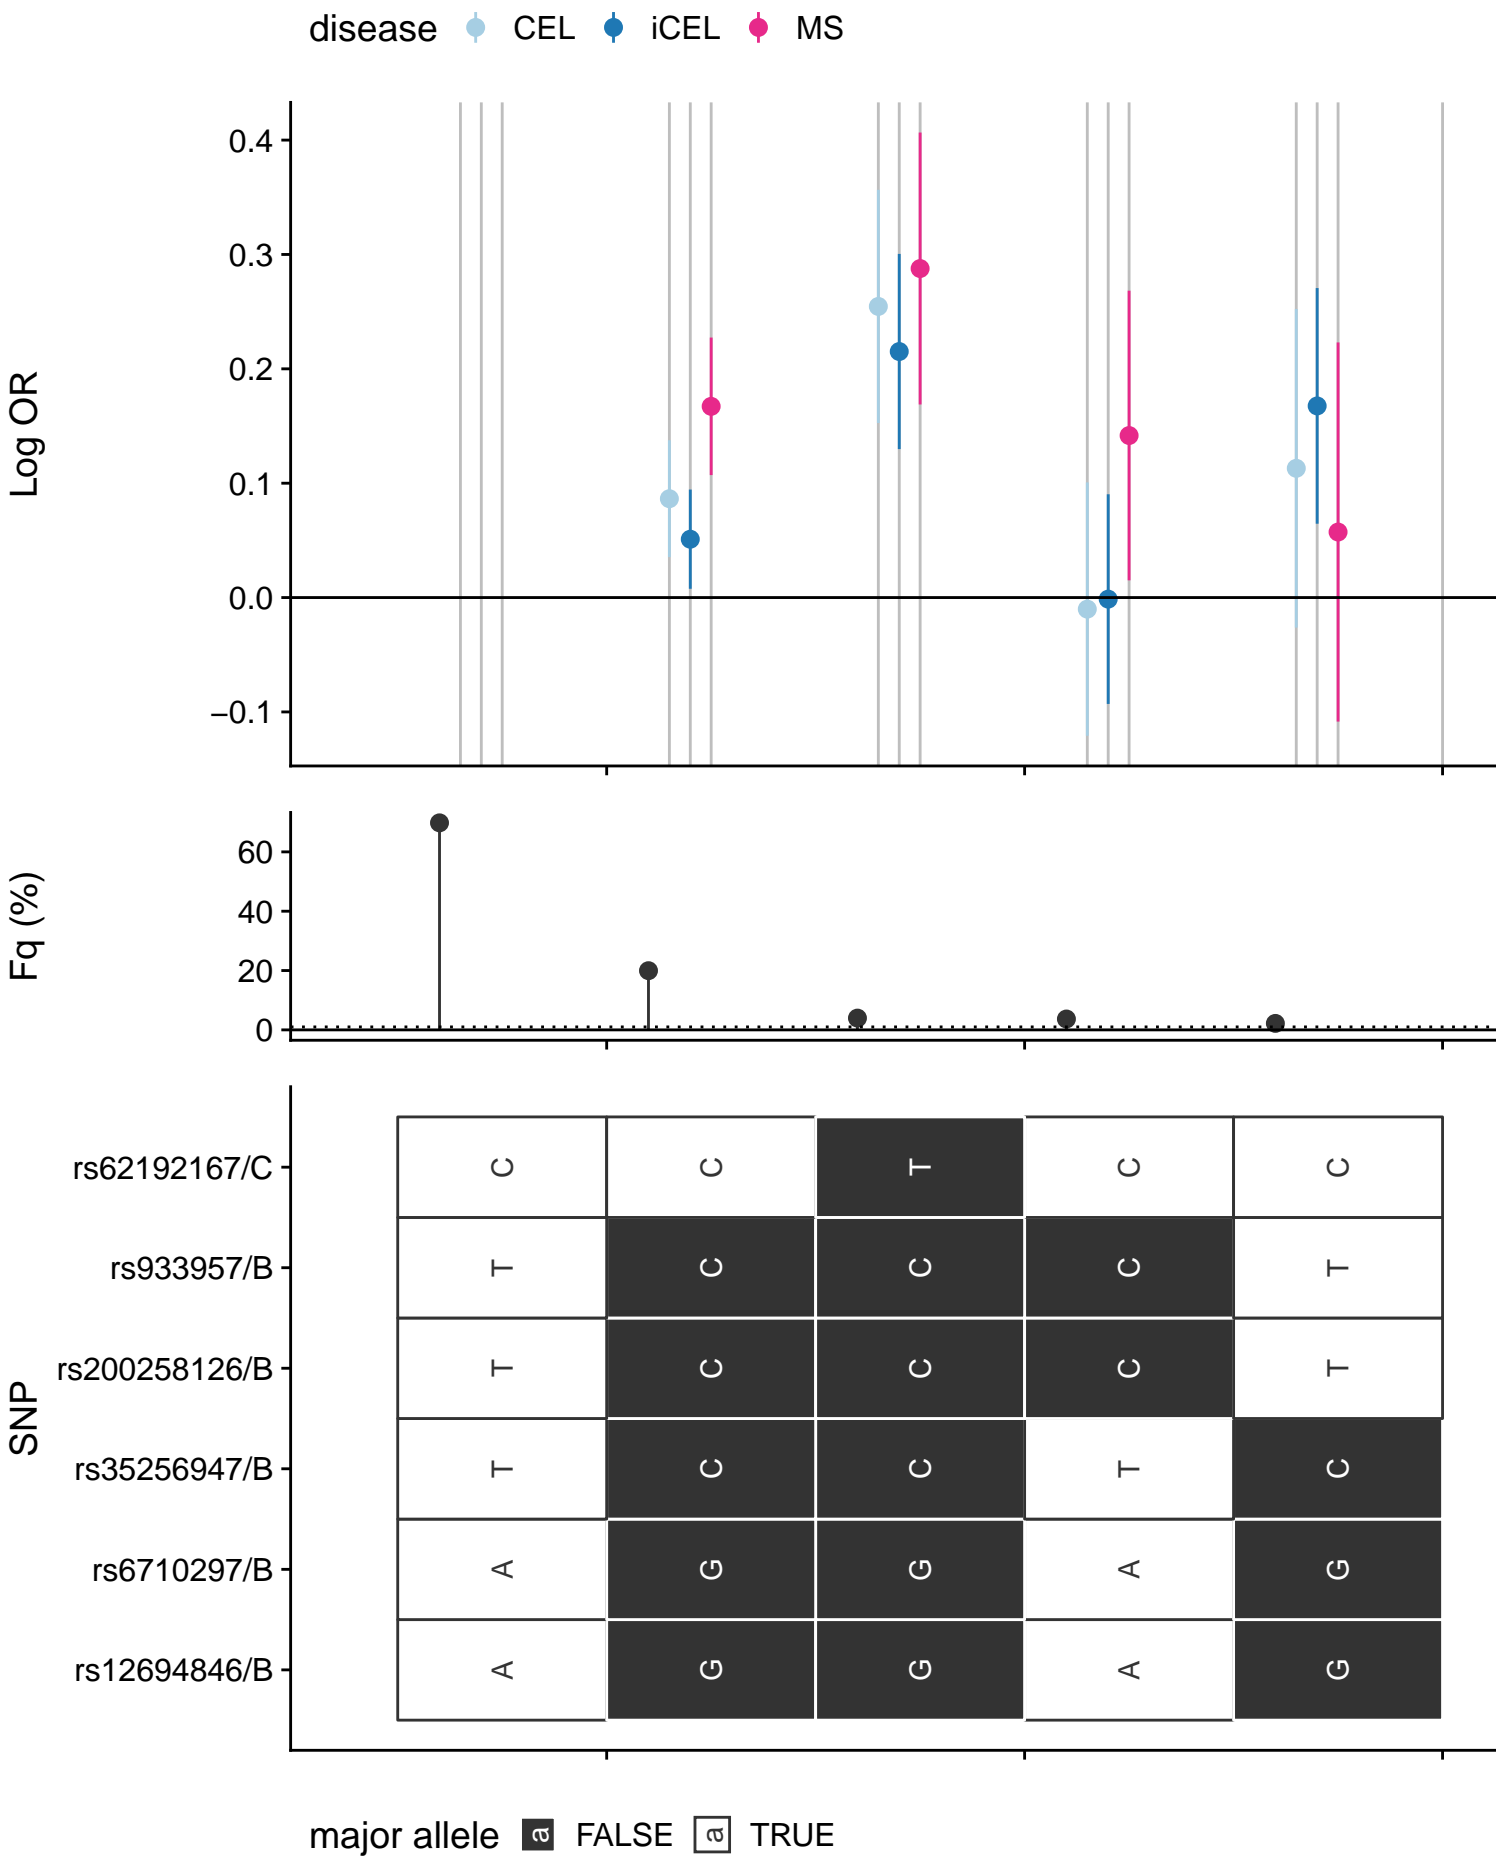 disease CEL iCEL MS
Log OR
0.4
0.3
0.2
0.1
0.0
−0.1
Fq (%)
60
40
20
0
SNP
rs62192167/C C C T C C
rs933957/B T C C C T
rs200258126/B T C C C T
rs35256947/B T C C T C
rs6710297/B A G G A G
rs12694846/B A G G A G
major allele a FALSE a TRUE